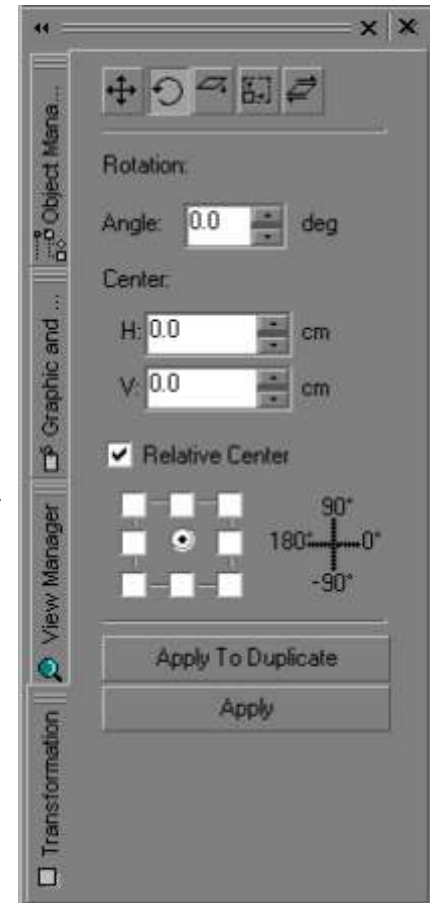 Object Mana...
Graphic and ...
View Manager
Transformation
Rotation:
Angle: 0.0 deg
Center:
H: 0.0 cm
V: 0.0 cm
Relative Center
90°
180° 0°
-90°
Apply To Duplicate
Apply